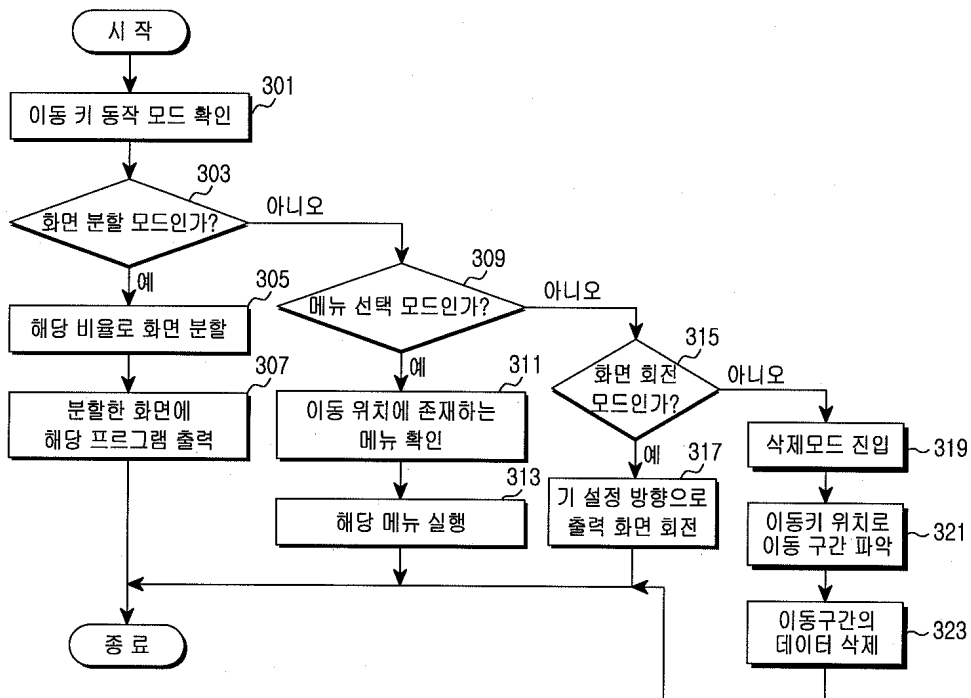 시 작
301
이동 키 동작 모드 확인
303
화면 분할 모드인가?
아니오
예
305
해당 비율로 화면 분할
307
분할한 화면에
해당 프로그램 출력
309
메뉴 선택 모드인가?
아니오
예
311
이동 위치에 존재하는
메뉴 확인
313
해당 메뉴 실행
315
화면 회전
모드인가?
아니오
예
317
기 설정 방향으로
출력 화면 회전
삭제모드 진입
319
이동키 위치로
이동 구간 파악
321
이동구간의
데이터 삭제
323
종 료